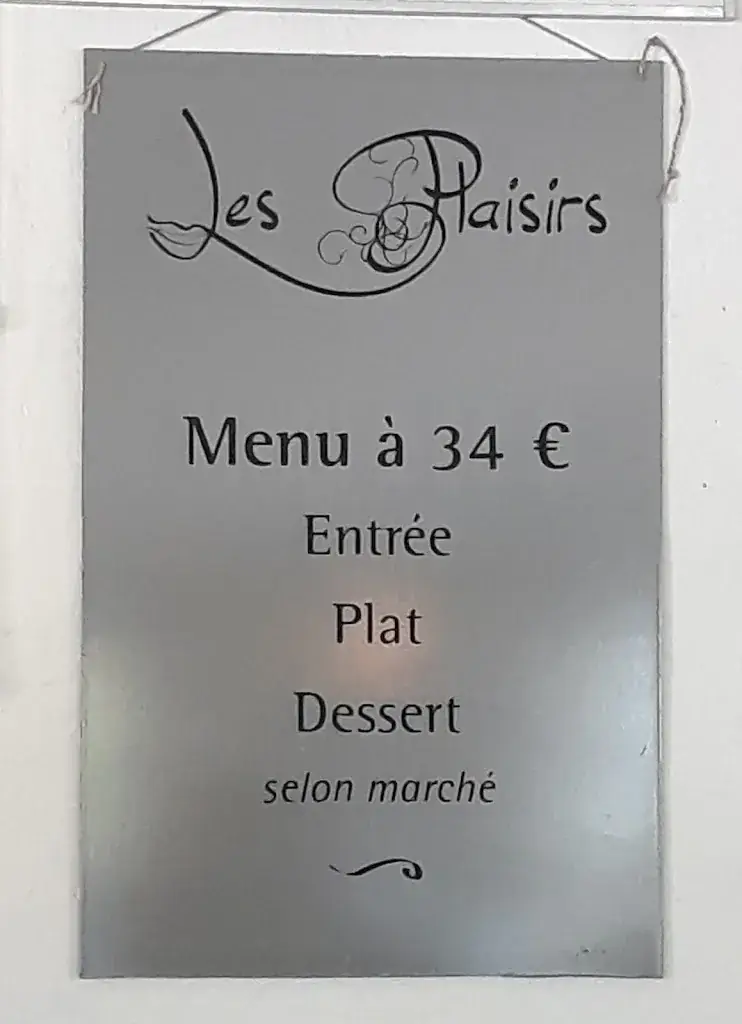 Les Plaisirs
Menu à 34 €
Entrée
Plat
Dessert
selon marché